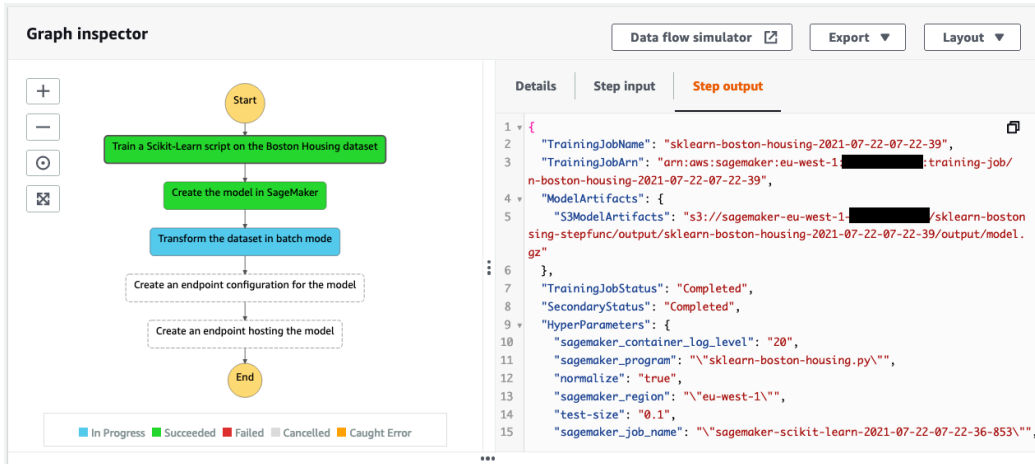 Graph inspector
Data flow simulator
Export ▼
Layout ▼
Start
Train a Scikit-Learn script on the Boston Housing dataset
Create the model in SageMaker
Transform the dataset in batch mode
Create an endpoint configuration for the model
Create an endpoint hosting the model
End
In Progress Succeeded Failed Cancelled Caught Error
Details Step input Step output
1 {
2 "TrainingJobName": "sklearn-boston-housing-2021-07-22-07-22-39",
3 "TrainingJobArn": "arn:aws:sagemaker:eu-west-1: :training-job/
n-boston-housing-2021-07-22-07-22-39",
4 "ModelArtifacts": {
5 "S3ModelArtifacts": "s3://sagemaker-eu-west-1- /sklearn-boston
sing-stepfunc/output/sklearn-boston-housing-2021-07-22-07-22-39/output/model.
gz"
6 },
7 "TrainingJobStatus": "Completed",
8 "SecondaryStatus": "Completed",
9 "HyperParameters": {
10 "sagemaker_container_log_level": "20",
11 "sagemaker_program": "\"sklearn-boston-housing.py\"",
12 "normalize": "true",
13 "sagemaker_region": "\"eu-west-1\"",
14 "test-size": "0.1",
15 "sagemaker_job_name": "\"sagemaker-scikit-learn-2021-07-22-07-22-36-853\"",